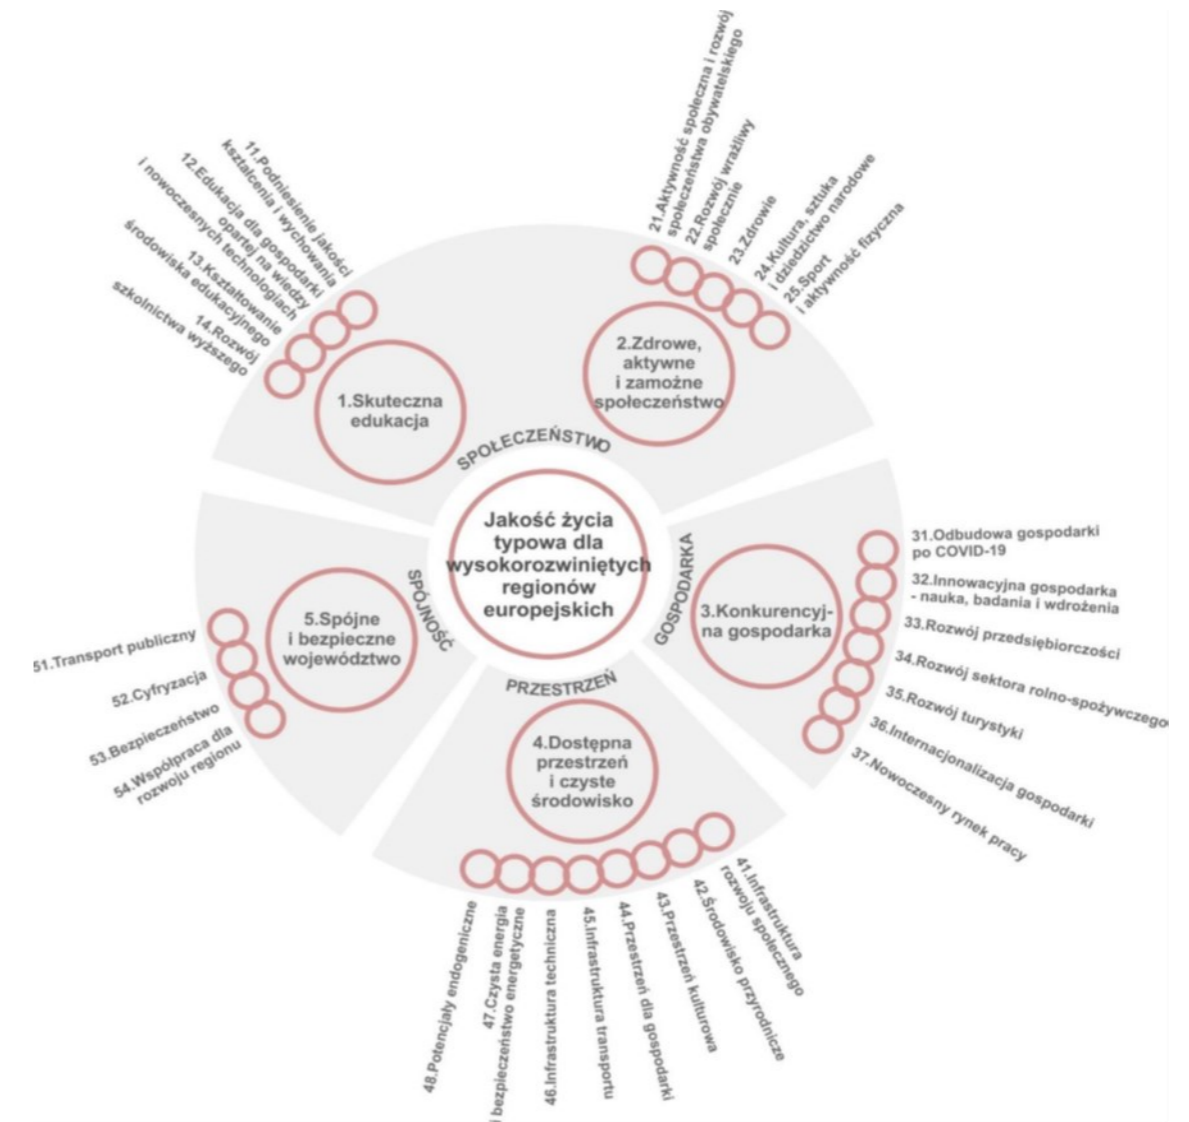 Jakość życia
typowa dla
wysokorozwiniętych
regionów
europejskich
SPOŁECZEŃSTWO
1.Skuteczna
edukacja
11.Podniesienie jakości
kształcenia i wychowania
12.Edukacja dla gospodarki
opartej na wiedzy
i nowoczesnych technologiach
13.Kształtowanie
środowiska edukacyjnego
14.Rozwój
szkolnictwa wyższego
2.Zdrowe,
aktywne
i zamożne
społeczeństwo
21.Aktywność społeczna i rozwój
społeczeństwa obywatelskiego
22.Rozwój wrażliwy
społecznie
23.Zdrowie
24.Kultura, sztuka
i dziedzictwo narodowe
25.Sport
i aktywność fizyczna
GOSPODARKA
3.Konkurencyj-
na gospodarka
31.Odbudowa gospodarki
po COVID-19
32.Innowacyjna gospodarka
- nauka, badania i wdrożenia
33.Rozwój przedsiębiorczości
34.Rozwój sektora rolno-spożywczego
35.Rozwój turystyki
36.Internacjonalizacja gospodarki
37.Nowoczesny rynek pracy
PRZESTRZEŃ
4.Dostępna
przestrzeń
i czyste
środowisko
41.Infrastruktura
rozwoju społecznego
42.Środowisko przyrodnicze
43.Przestrzeń kulturowa
44.Przestrzeń dla gospodarki
45.Infrastruktura transportu
46.Infrastruktura techniczna
47.Czysta energia
i bezpieczeństwo energetyczne
48.Potencjały endogeniczne
SPÓJNOŚĆ
5.Spójne
i bezpieczne
województwo
51.Transport publiczny
52.Cyfryzacja
53.Bezpieczeństwo
54.Współpraca dla
rozwoju regionu